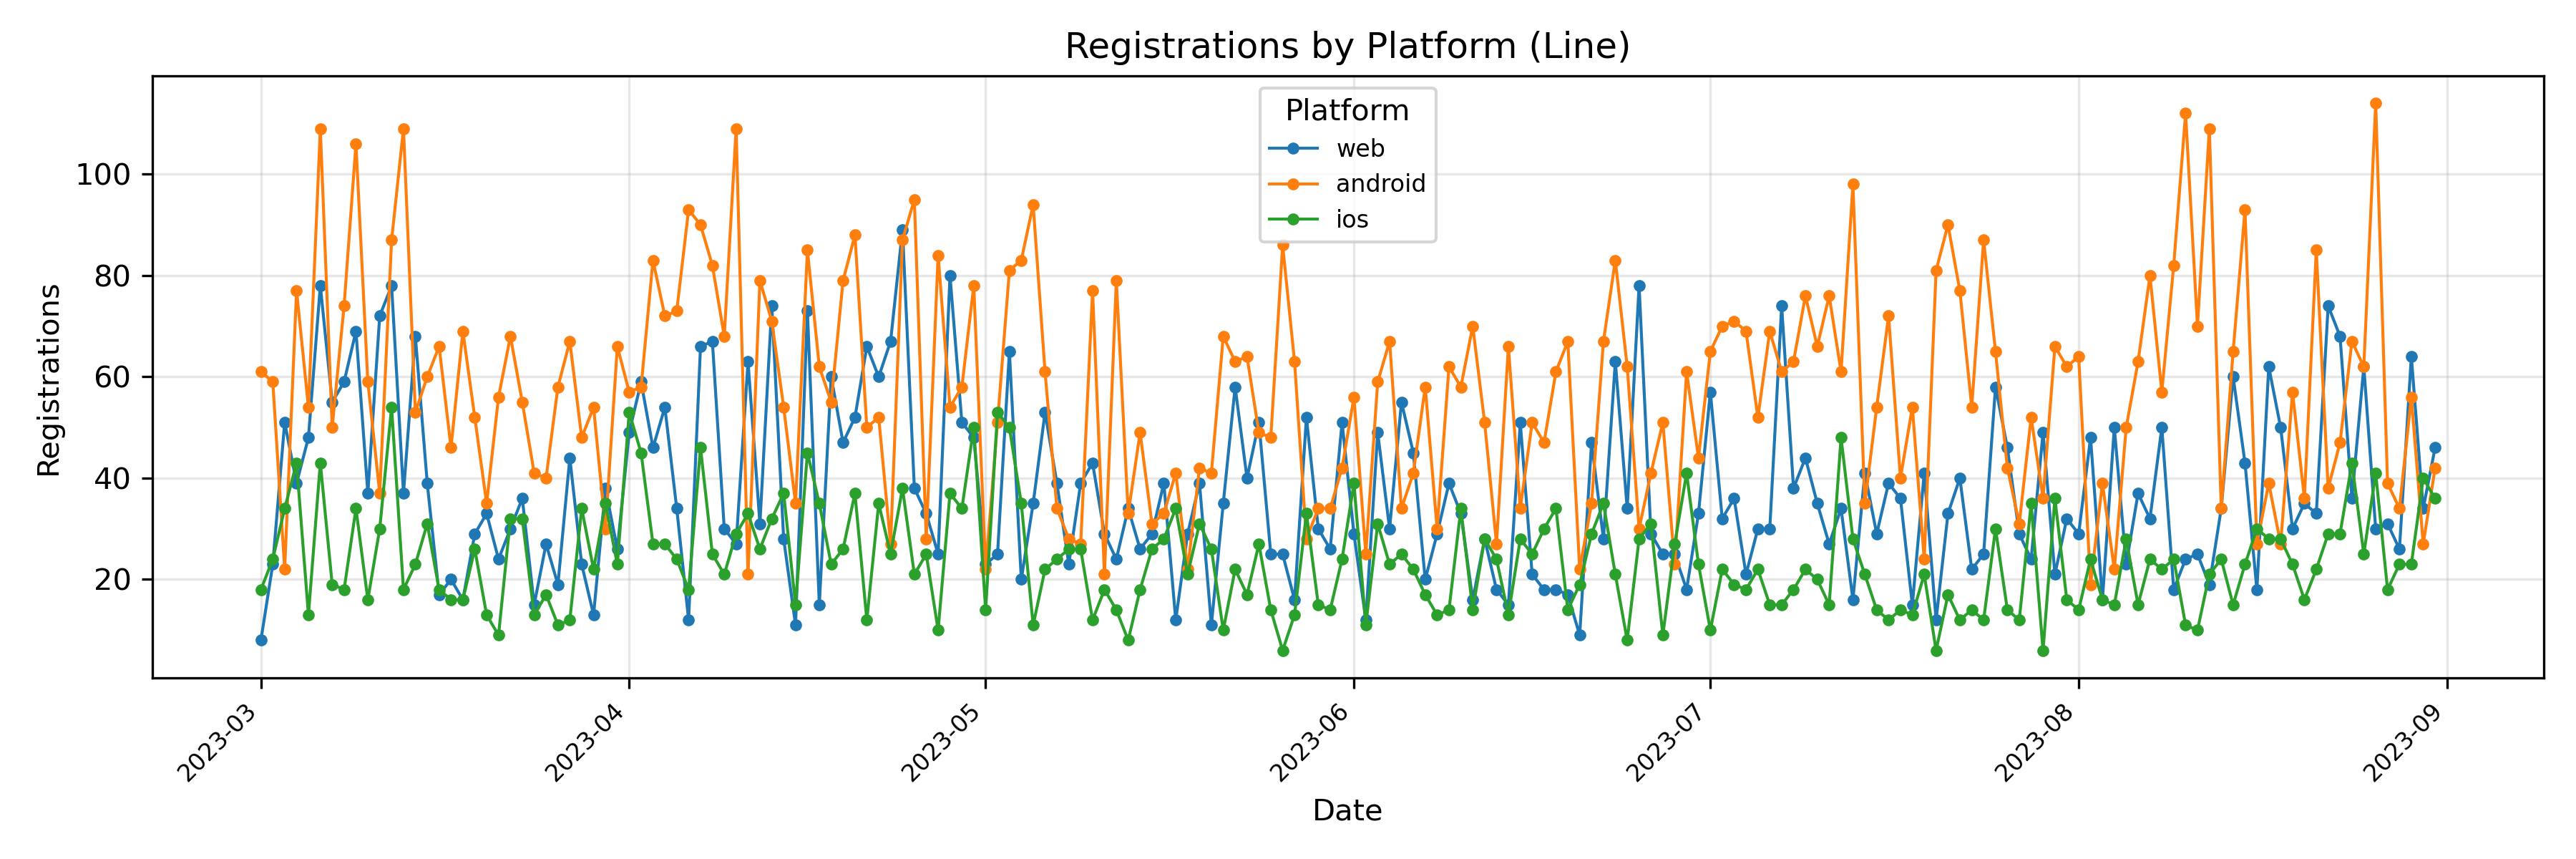 Registrations by Platform (Line)
Platform
web
android
ios
Registrations
100
80
60
40
20
2023-03
2023-04
2023-05
2023-06
2023-07
2023-08
2023-09
Date